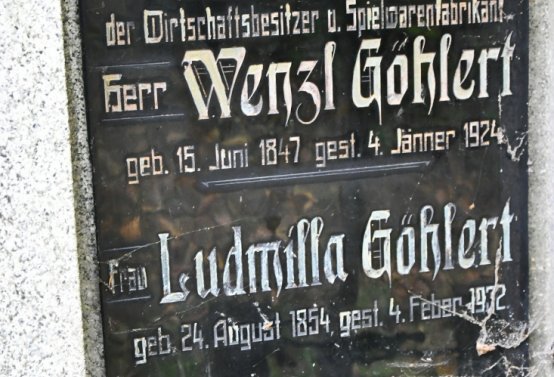 der Wirtschaftsbesitzer u. Spielwarenfabrikant
Herr Wenzl Göhlert
geb. 15. Juni 1847 gest. 4. Jänner 1924
Frau Ludmilla Göhlert
geb. 24. August 1854 gest. 4. Feber 1932